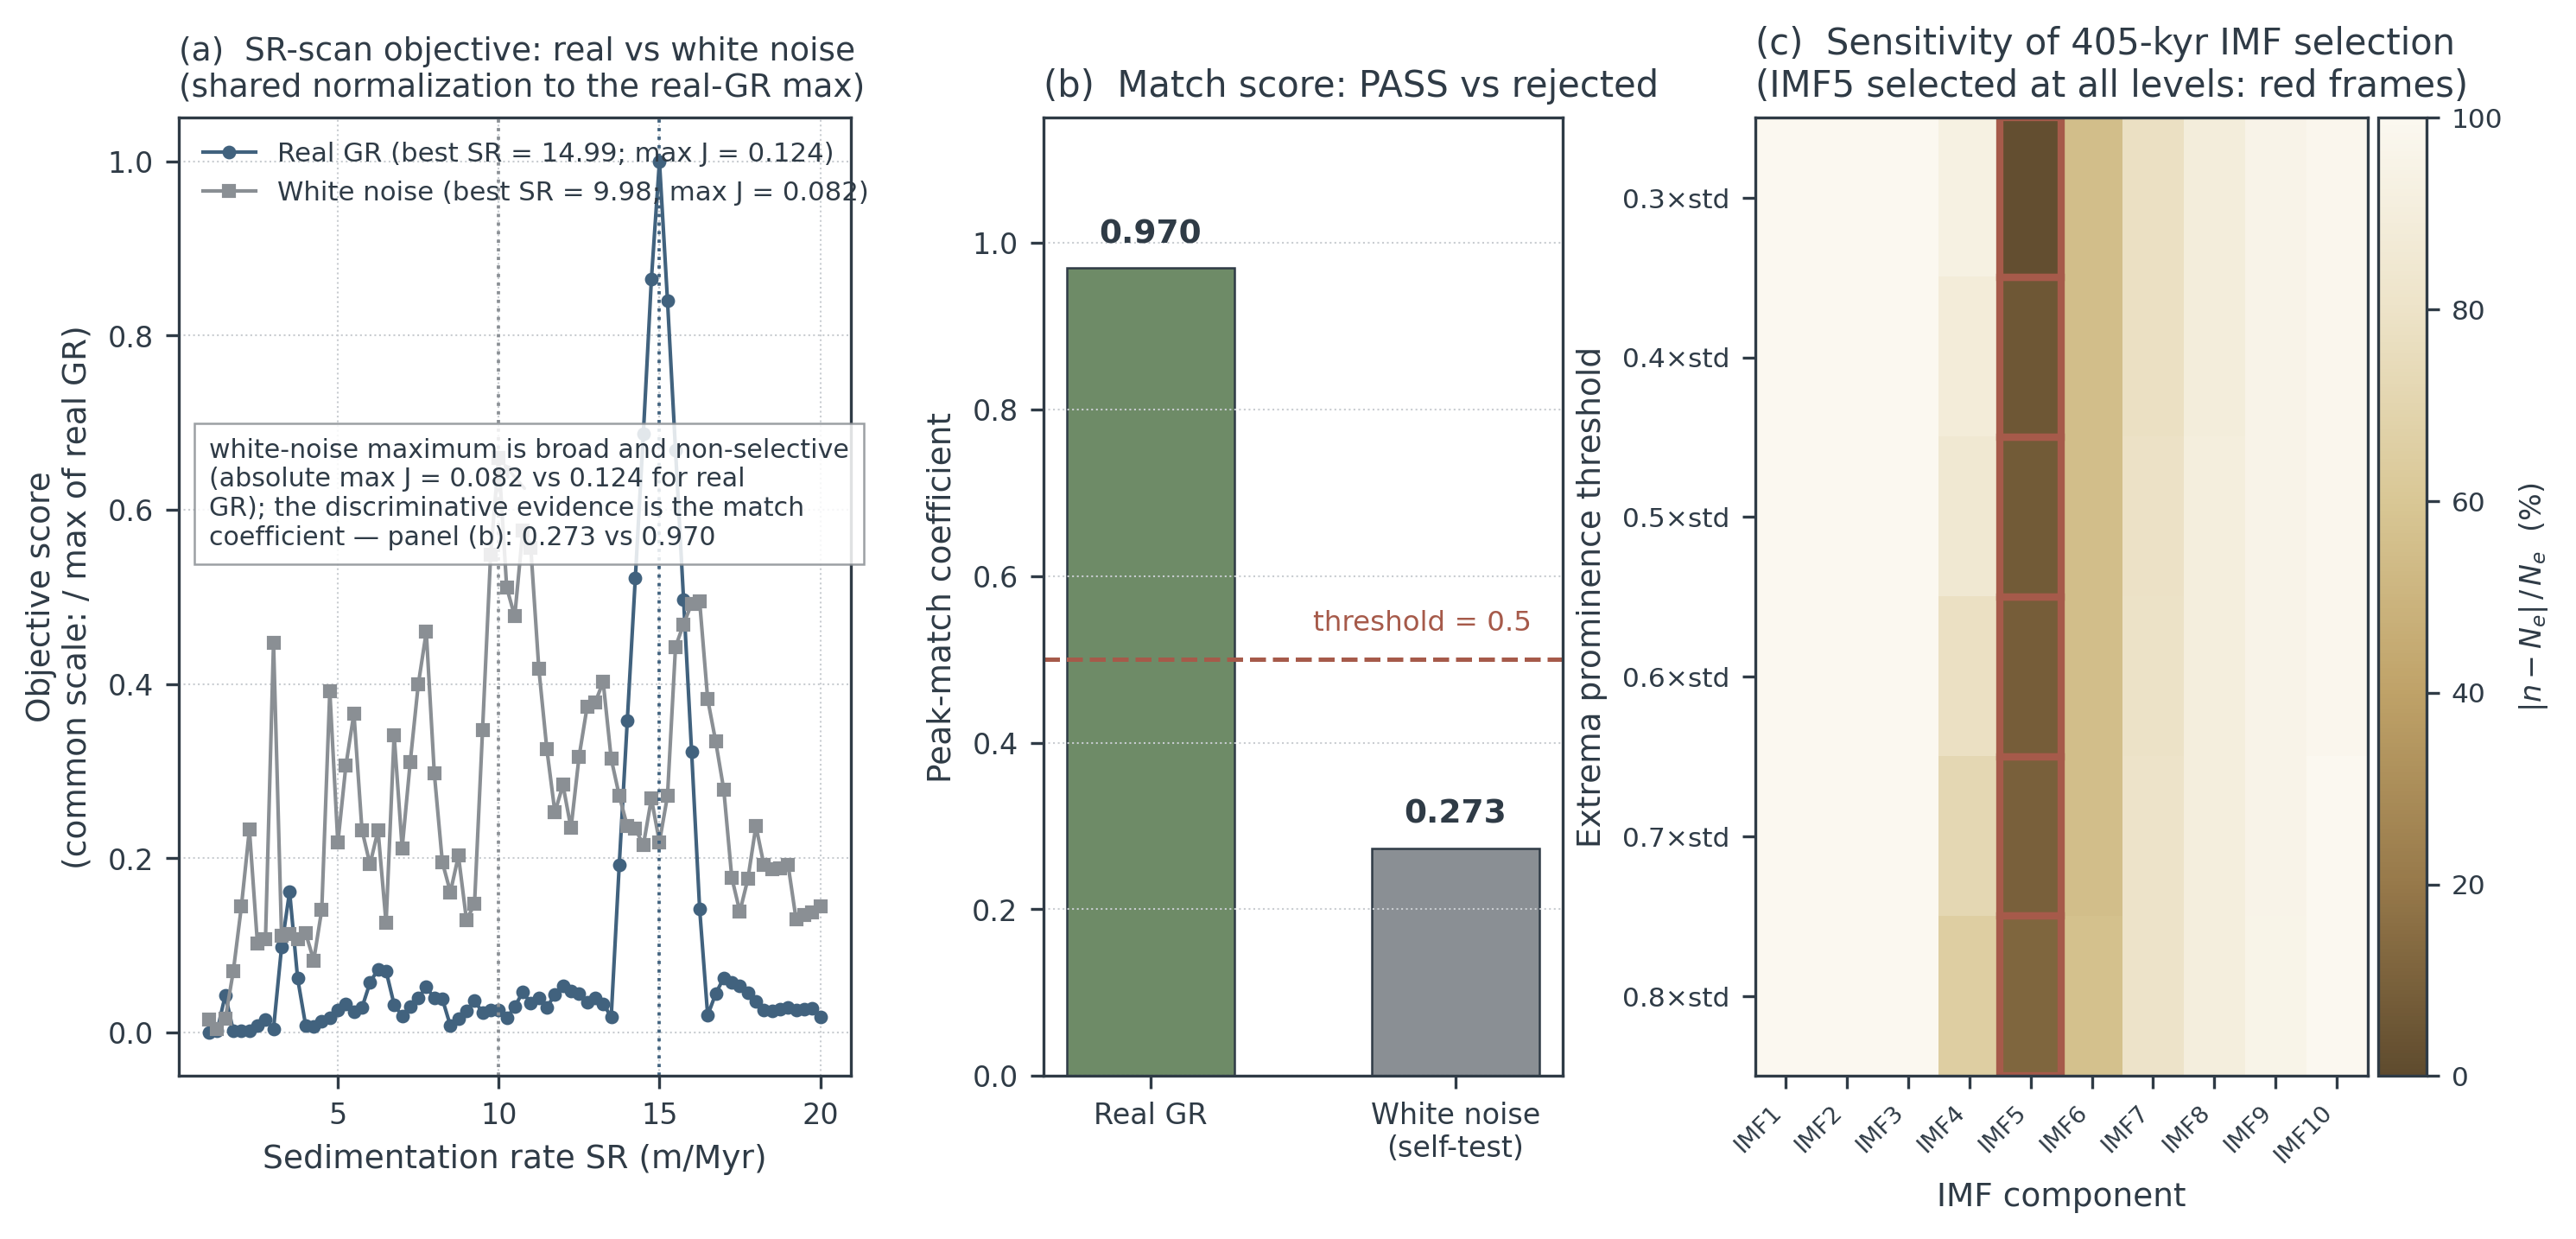 (a)  SR-scan objective: real vs white noise
(shared normalization to the real-GR max)
Real GR (best SR = 14.99; max J = 0.124)
White noise (best SR = 9.98; max J = 0.082)
white-noise maximum is broad and non-selective
(absolute max J = 0.082 vs 0.124 for real
GR); the discriminative evidence is the match
coefficient — panel (b): 0.273 vs 0.970
Objective score
(common scale: / max of real GR)
1.0
0.8
0.6
0.4
0.2
0.0
5
10
15
20
Sedimentation rate SR (m/Myr)
(b)  Match score: PASS vs rejected
Peak-match coefficient
1.0
0.8
0.6
0.4
0.2
0.0
0.970
threshold = 0.5
0.273
Real GR
White noise
(self-test)
(c)  Sensitivity of 405-kyr IMF selection
(IMF5 selected at all levels: red frames)
Extrema prominence threshold
0.3×std
0.4×std
0.5×std
0.6×std
0.7×std
0.8×std
IMF1
IMF2
IMF3
IMF4
IMF5
IMF6
IMF7
IMF8
IMF9
IMF10
IMF component
100
80
60
40
20
0
|n − Ne| / Ne (%)